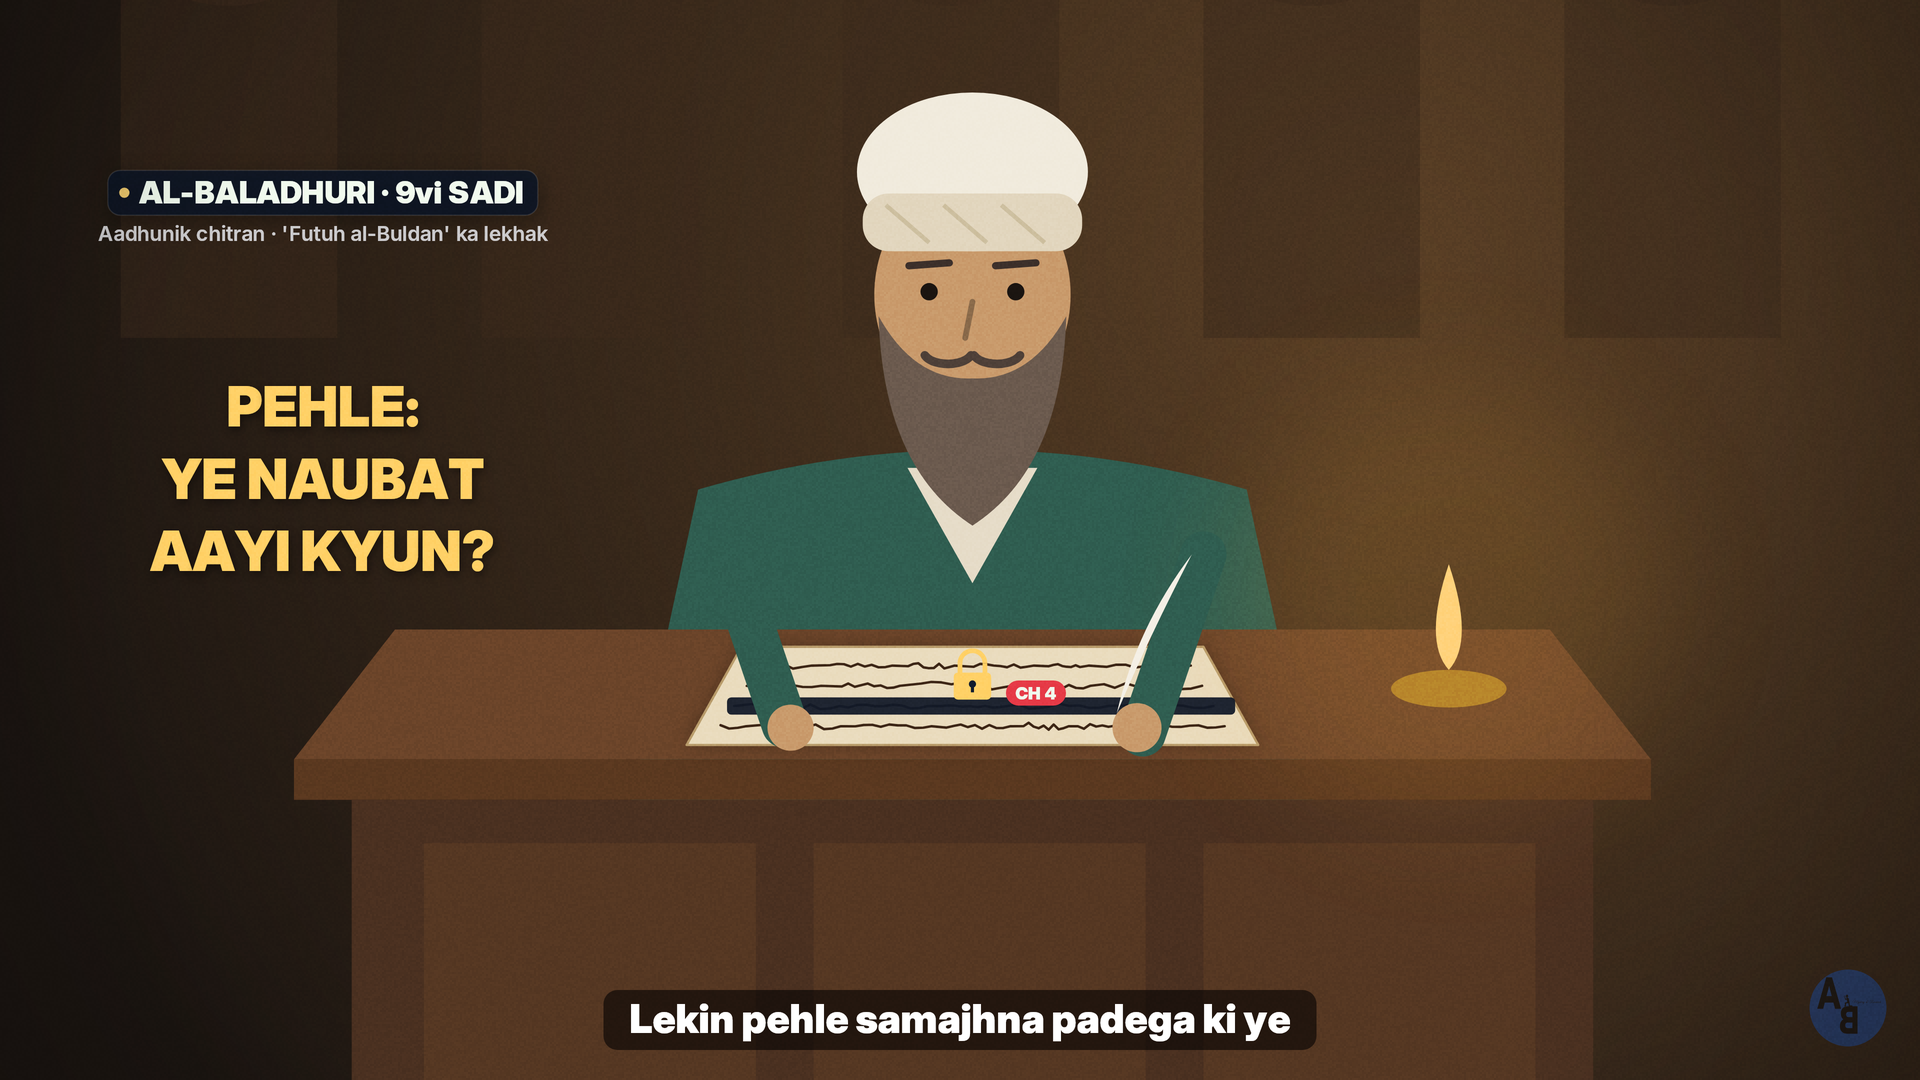 AL-BALADHURI · 9vi SADI
Aadhunik chitran · 'Futuh al-Buldan' ka lekhak
PEHLE:
YE NAUBAT
AAYI KYUN?
CH 4
Lekin pehle samajhna padega ki ye
A
B